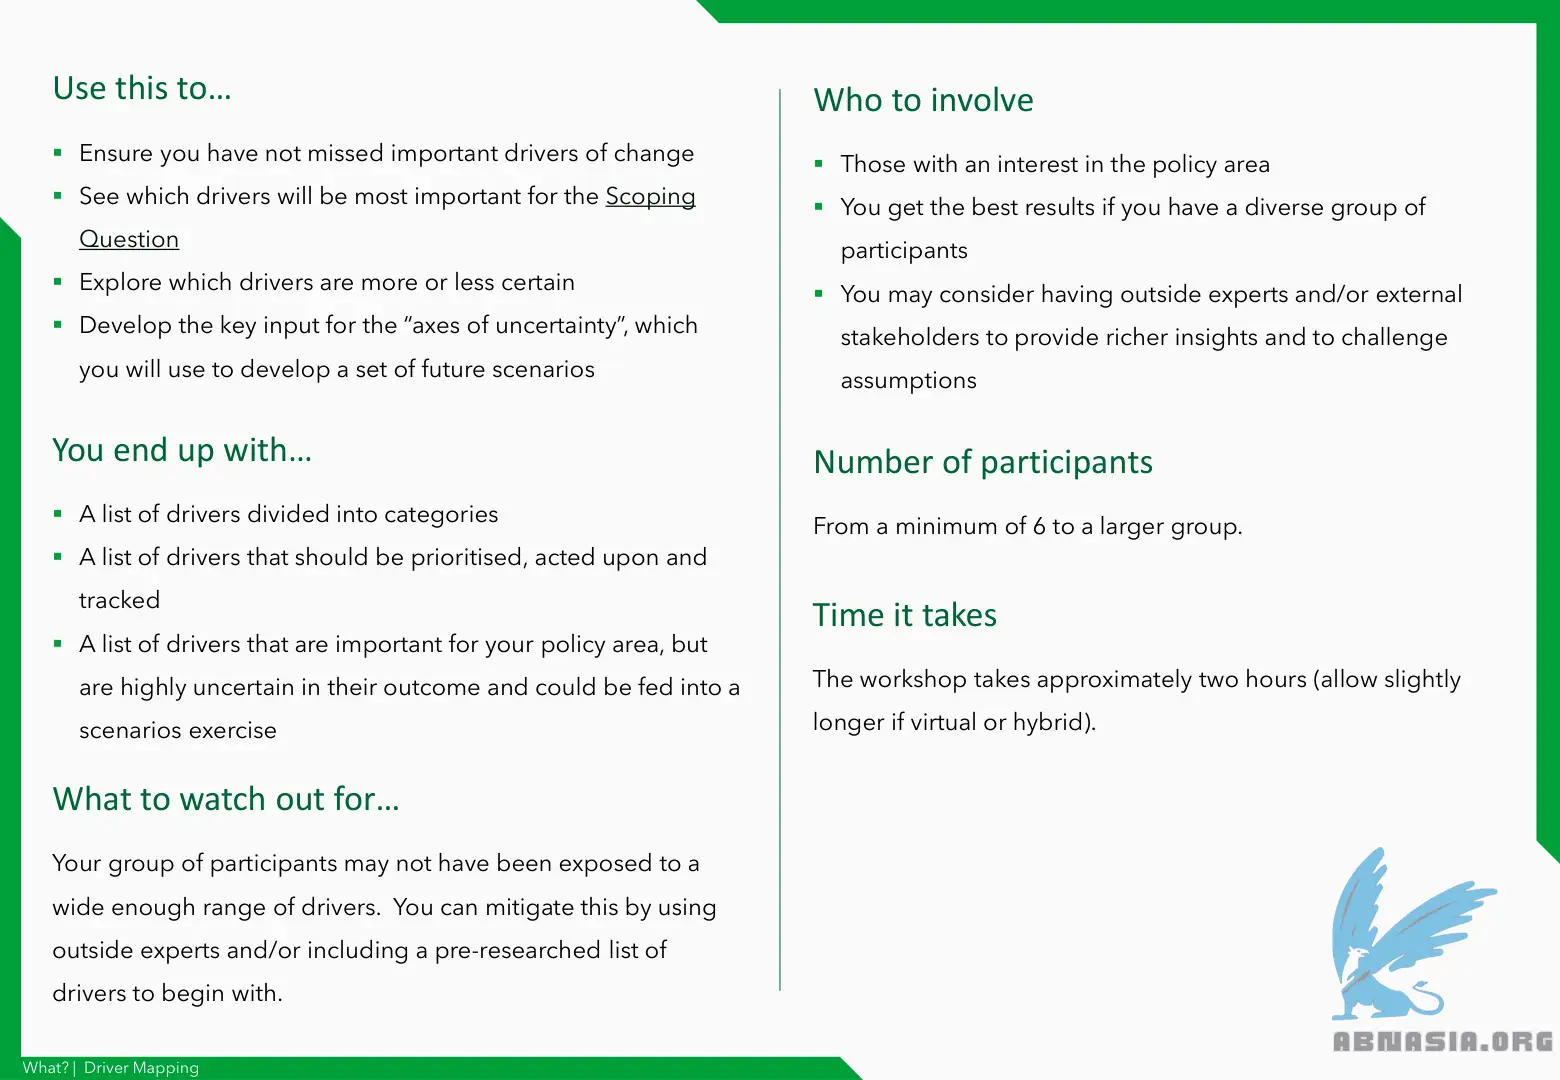 Use this to...
▪ Ensure you have not missed important drivers of change
▪ See which drivers will be most important for the Scoping
Question
▪ Explore which drivers are more or less certain
▪ Develop the key input for the “axes of uncertainty”, which
you will use to develop a set of future scenarios
You end up with...
▪ A list of drivers divided into categories
▪ A list of drivers that should be prioritised, acted upon and
tracked
▪ A list of drivers that are important for your policy area, but
are highly uncertain in their outcome and could be fed into a
scenarios exercise
What to watch out for...
Your group of participants may not have been exposed to a
wide enough range of drivers.  You can mitigate this by using
outside experts and/or including a pre-researched list of
drivers to begin with.
Who to involve
▪ Those with an interest in the policy area
▪ You get the best results if you have a diverse group of
participants
▪ You may consider having outside experts and/or external
stakeholders to provide richer insights and to challenge
assumptions
Number of participants
From a minimum of 6 to a larger group.
Time it takes
The workshop takes approximately two hours (allow slightly
longer if virtual or hybrid).
ABNASIA.ORG
What? | Driver Mapping